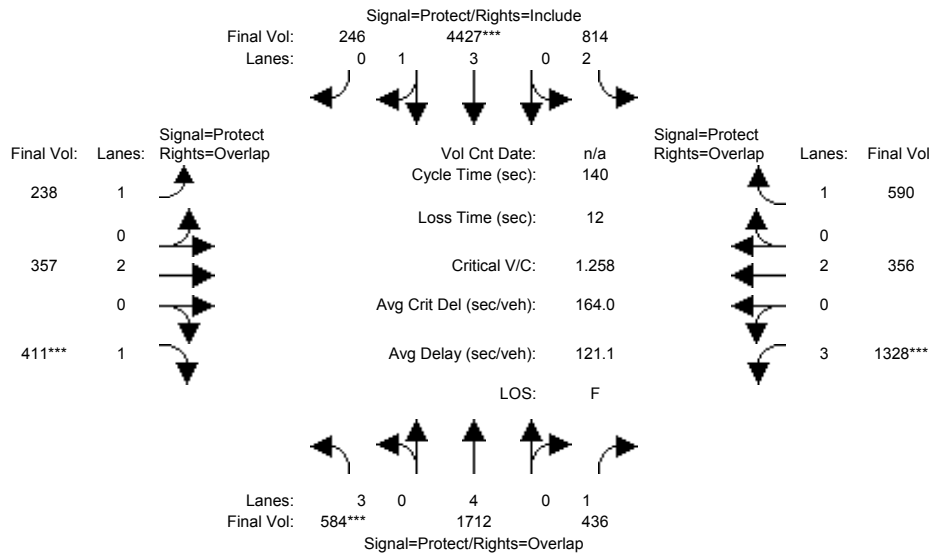 Signal=Protect/Rights=Include
Final Vol: 246 4427*** 814
Lanes: 0 1 3 0 2
Signal=Protect
Final Vol: Lanes: Rights=Overlap
Vol Cnt Date: n/a
Signal=Protect
Rights=Overlap Lanes: Final Vol
Cycle Time (sec): 140
238 1
1 590
Loss Time (sec): 12
0
0
357 2
Critical V/C: 1.258
2 356
0
Avg Crit Del (sec/veh): 164.0
0
411*** 1
Avg Delay (sec/veh): 121.1
3 1328***
LOS: F
Lanes: 3 0 4 0 1
Final Vol: 584*** 1712 436
Signal=Protect/Rights=Overlap